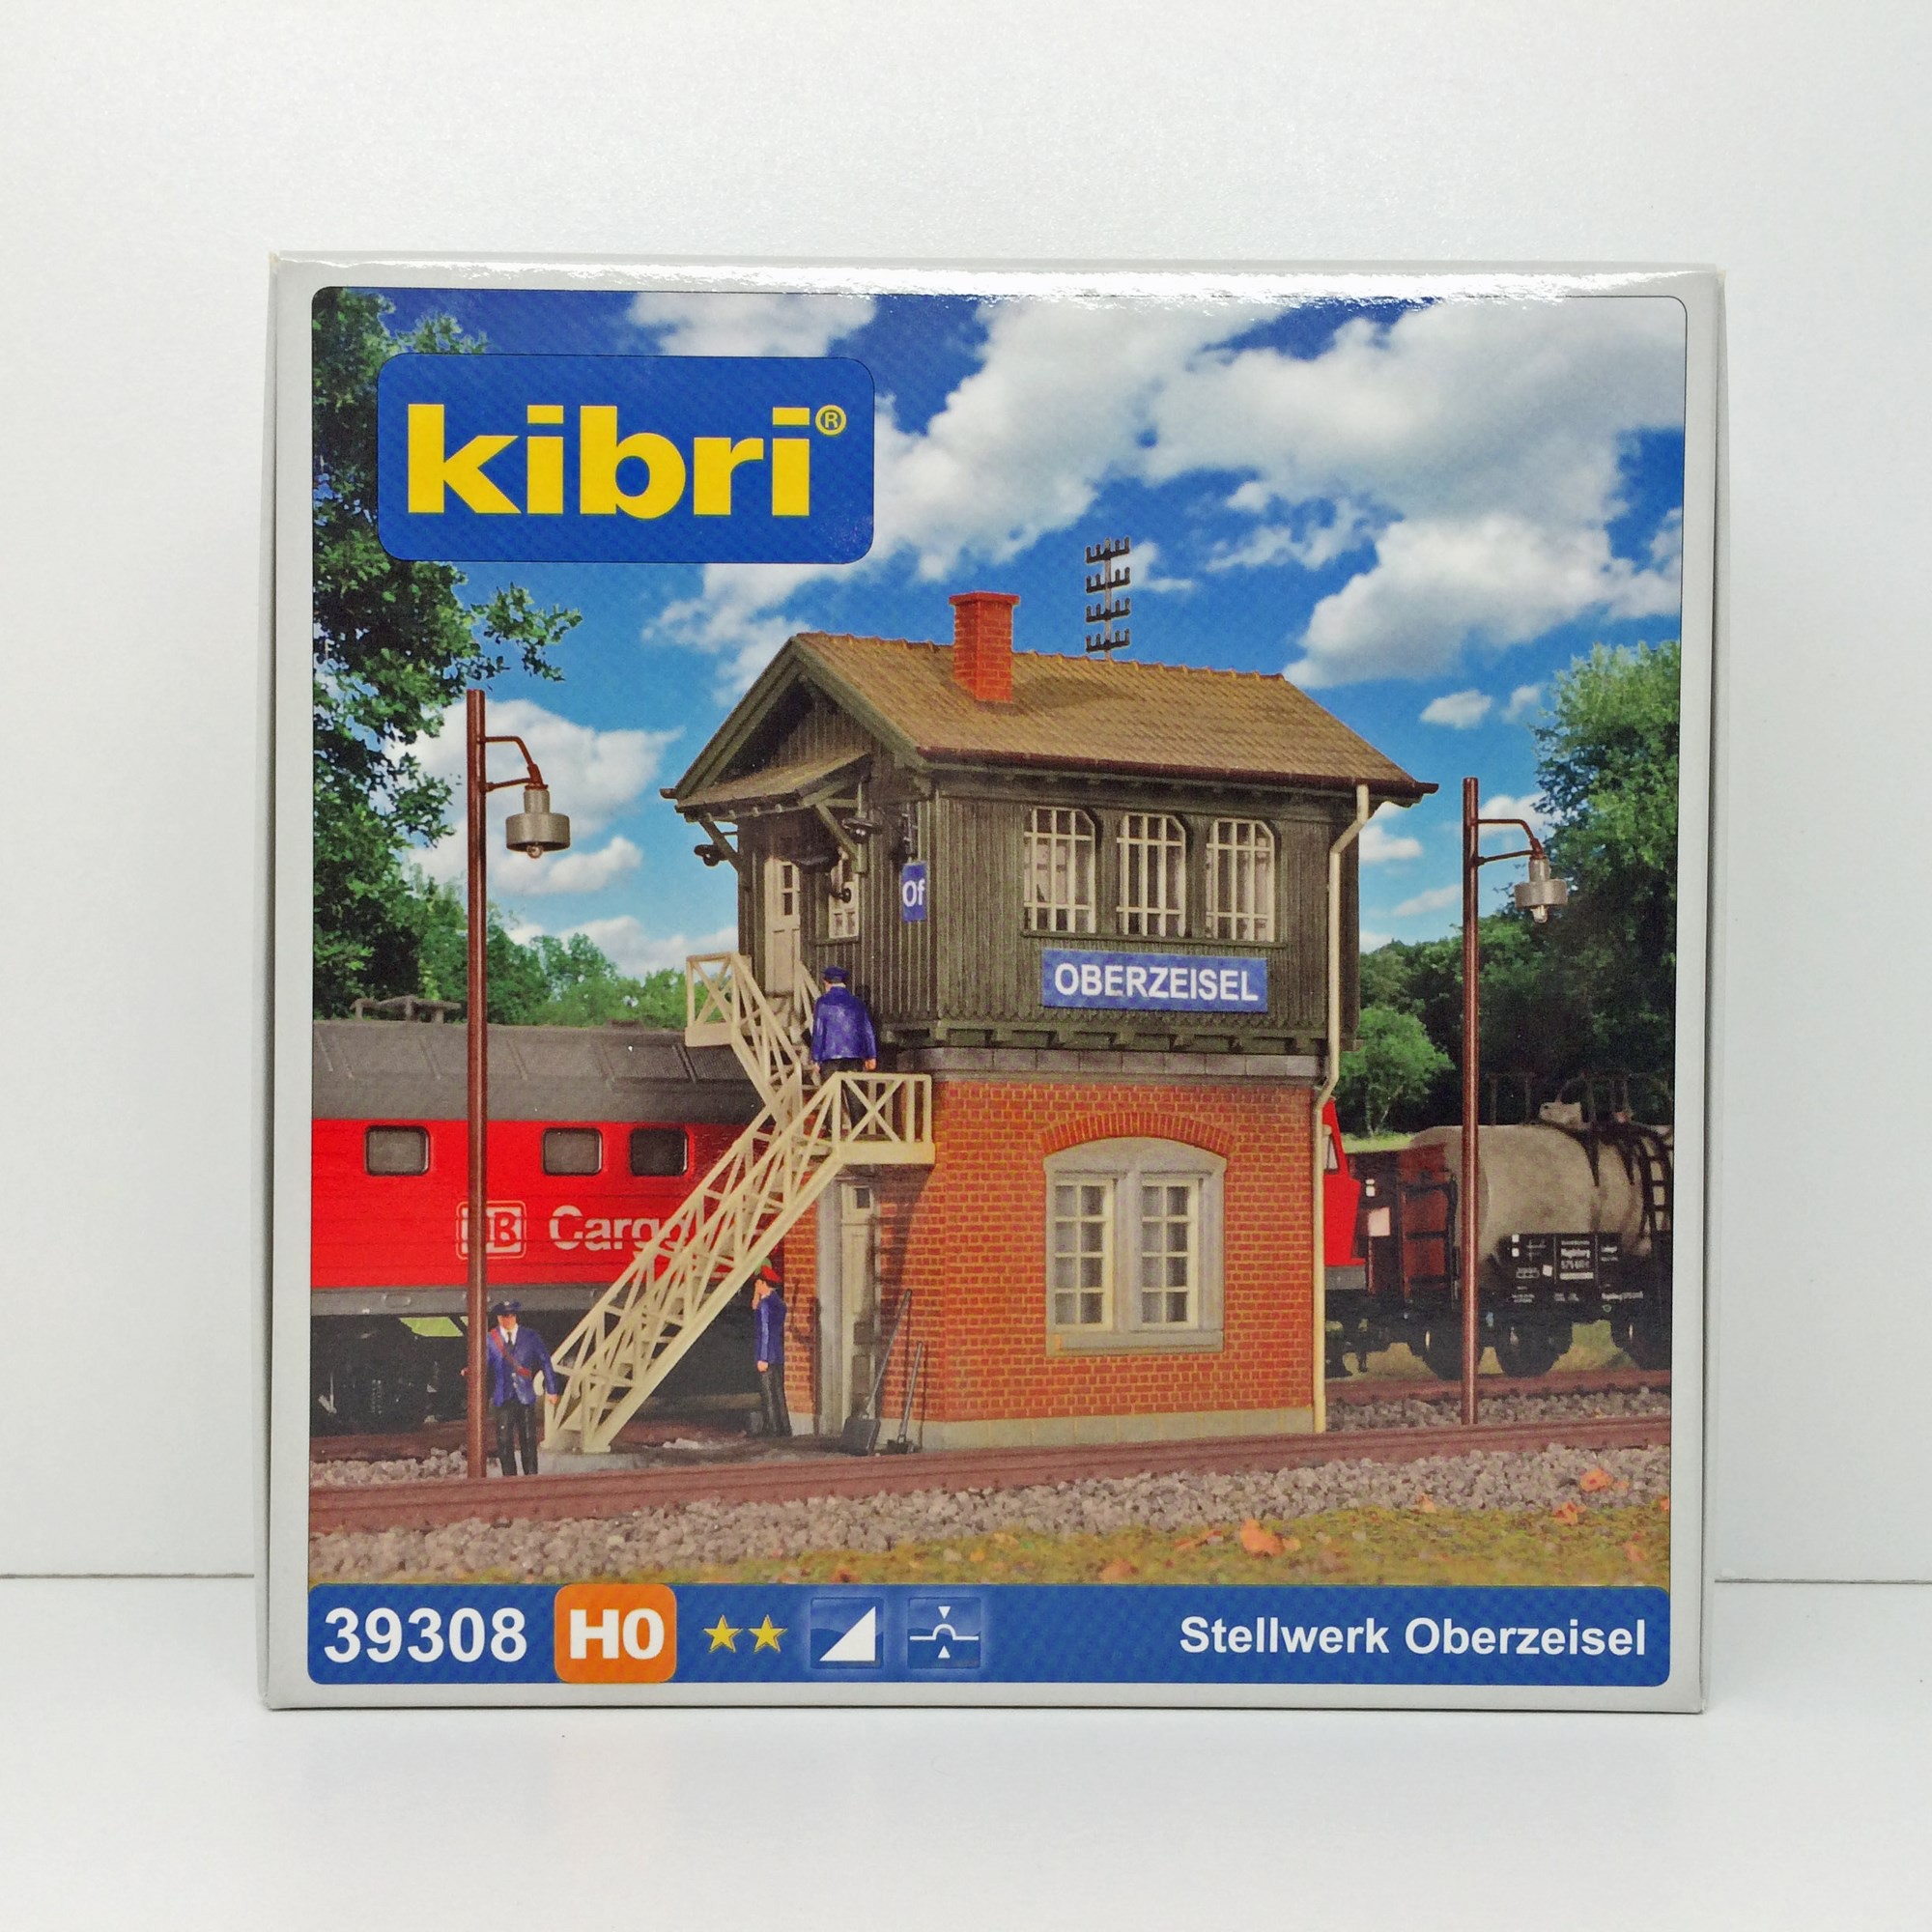 kibri®
Of
OBERZEISEL
DB Cargo
39308 H0 Stellwerk Oberzeisel